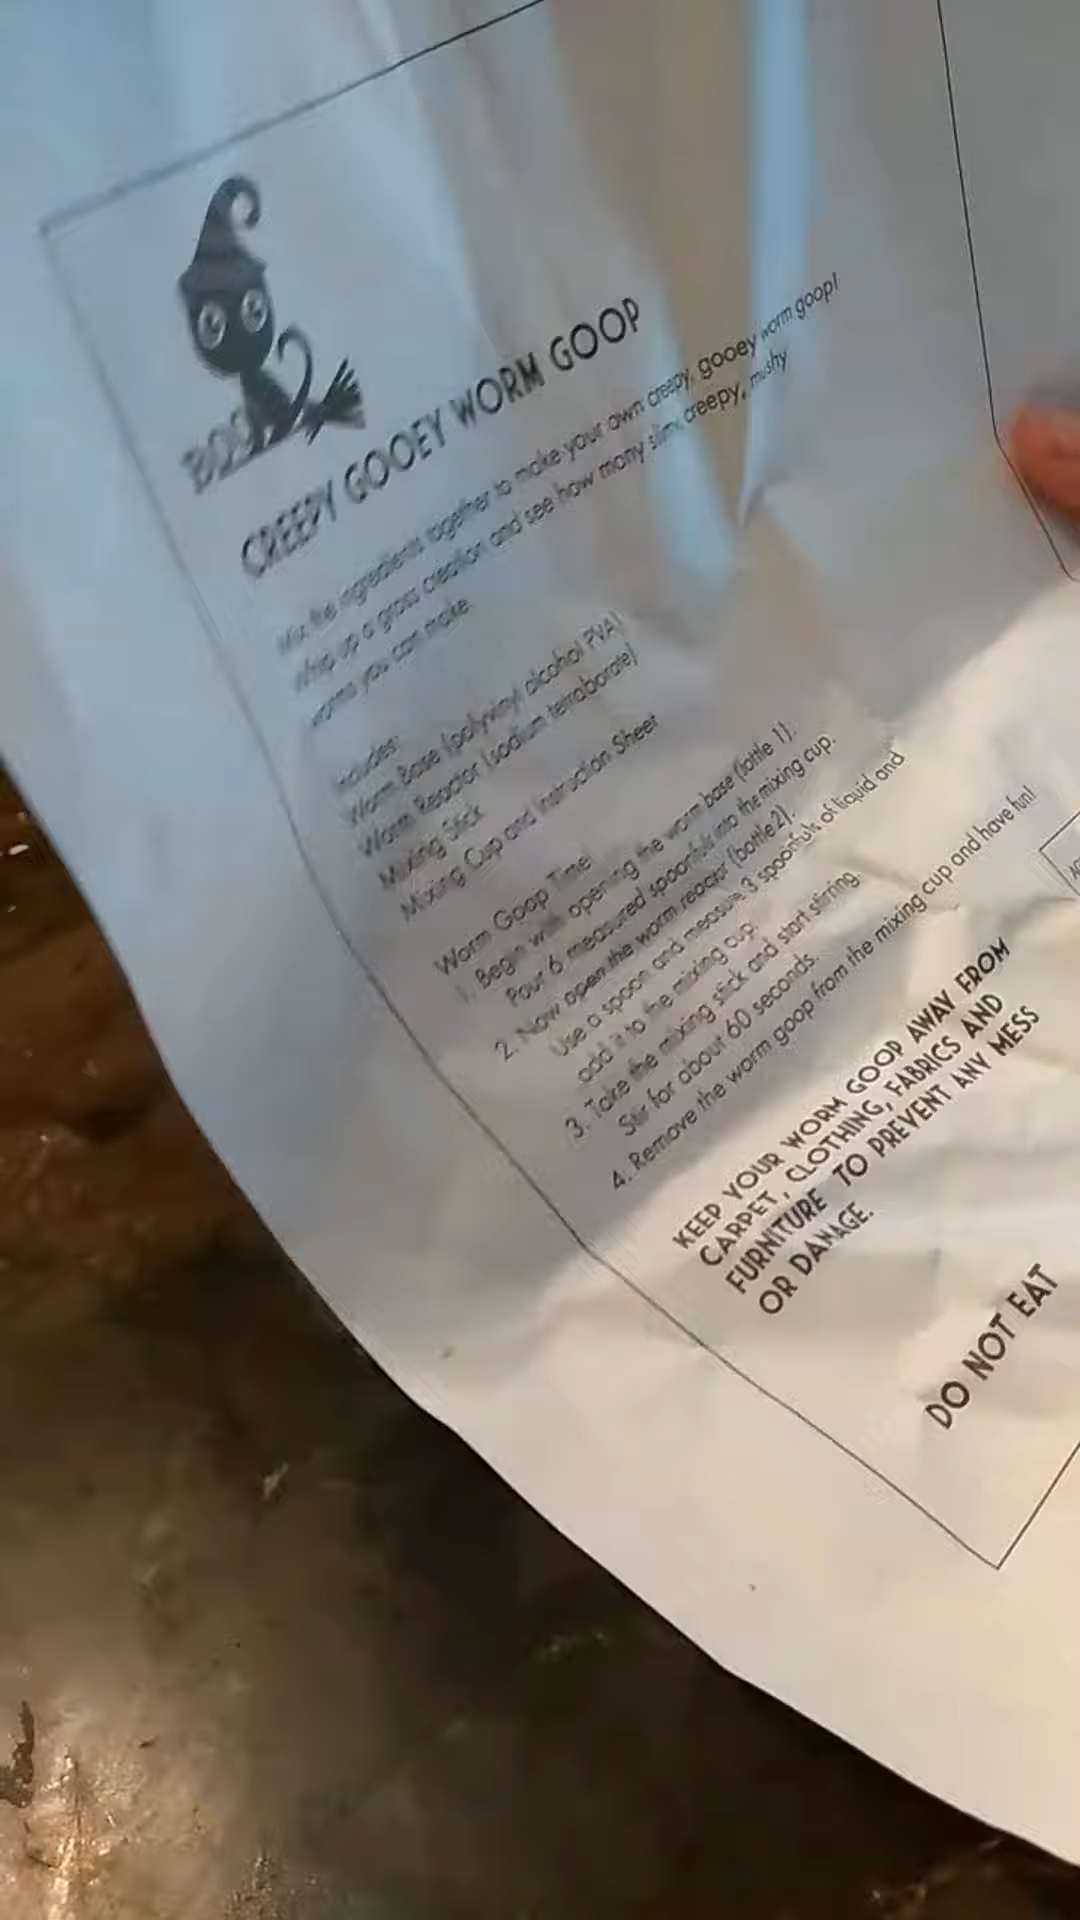 BOO
CREEPY GOOEY WORM GOOP
Mix the ingredients together to make your own creepy, gooey worm goop!
Whip up a gross creation and see how many slimy, creepy, mushy
worms you can make.
Includes:
Worm Base (polyvinyl alcohol PVA)
Worm Reactor (sodium tetraborate)
Mixing Stick
Mixing Cup and Instruction Sheet
Worm Goop Time!
1. Begin with opening the worm base (bottle 1).
Pour 6 measured spoonfuls into the mixing cup.
2. Now open the worm reactor (bottle 2).
Use a spoon and measure 3 spoonfuls of liquid and
add it to the mixing cup.
3. Take the mixing stick and start stirring.
Stir for about 60 seconds.
4. Remove the worm goop from the mixing cup and have fun!
KEEP YOUR WORM GOOP AWAY FROM
CARPET, CLOTHING, FABRICS AND
FURNITURE TO PREVENT ANY MESS
OR DAMAGE.
DO NOT EAT